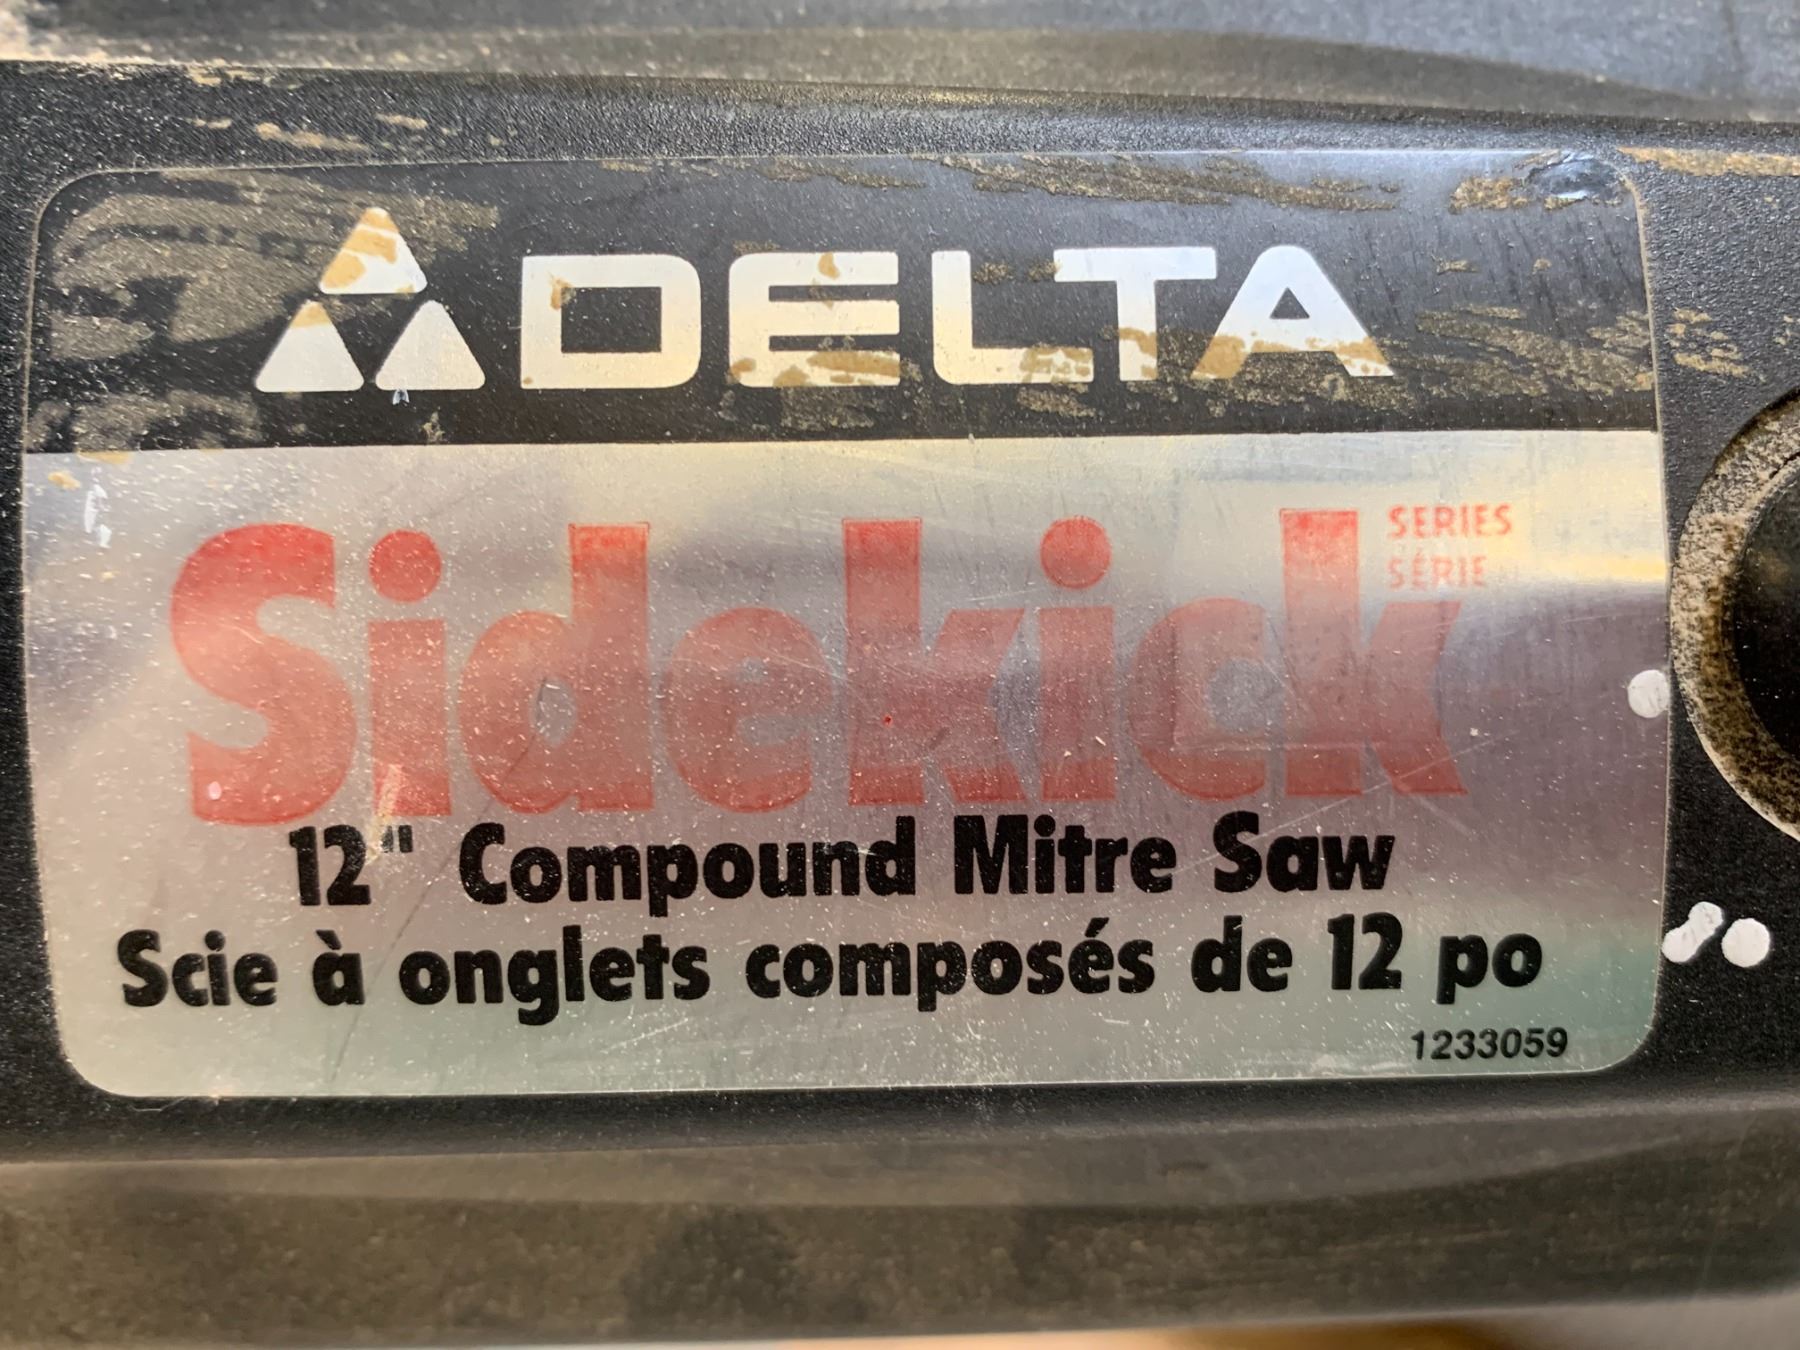 DELTA
Sidekick SERIES
SÉRIE
12" Compound Mitre Saw
Scie à onglets composés de 12 po
1233059